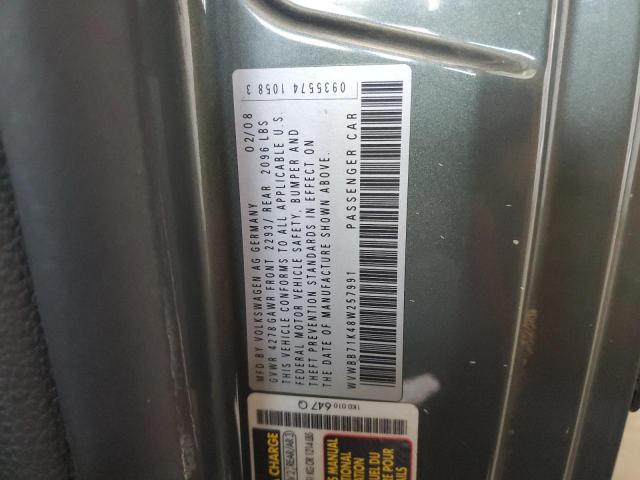 MFD BY VOLKSWAGEN AG GERMANY 02/08
GVWR 4278 GAWR FRONT 2293/ REAR 2096 LBS
THIS VEHICLE CONFORMS TO ALL APPLICABLE U.S.
FEDERAL MOTOR VEHICLE SAFETY, BUMPER AND
THEFT PREVENTION STANDARDS IN EFFECT ON
THE DATE OF MANUFACTURE SHOWN ABOVE.
WVWBB71K48W257991 PASSENGER CAR
0935574 1058 3
1K0 010 647 Q
CHARGE
MANUAL